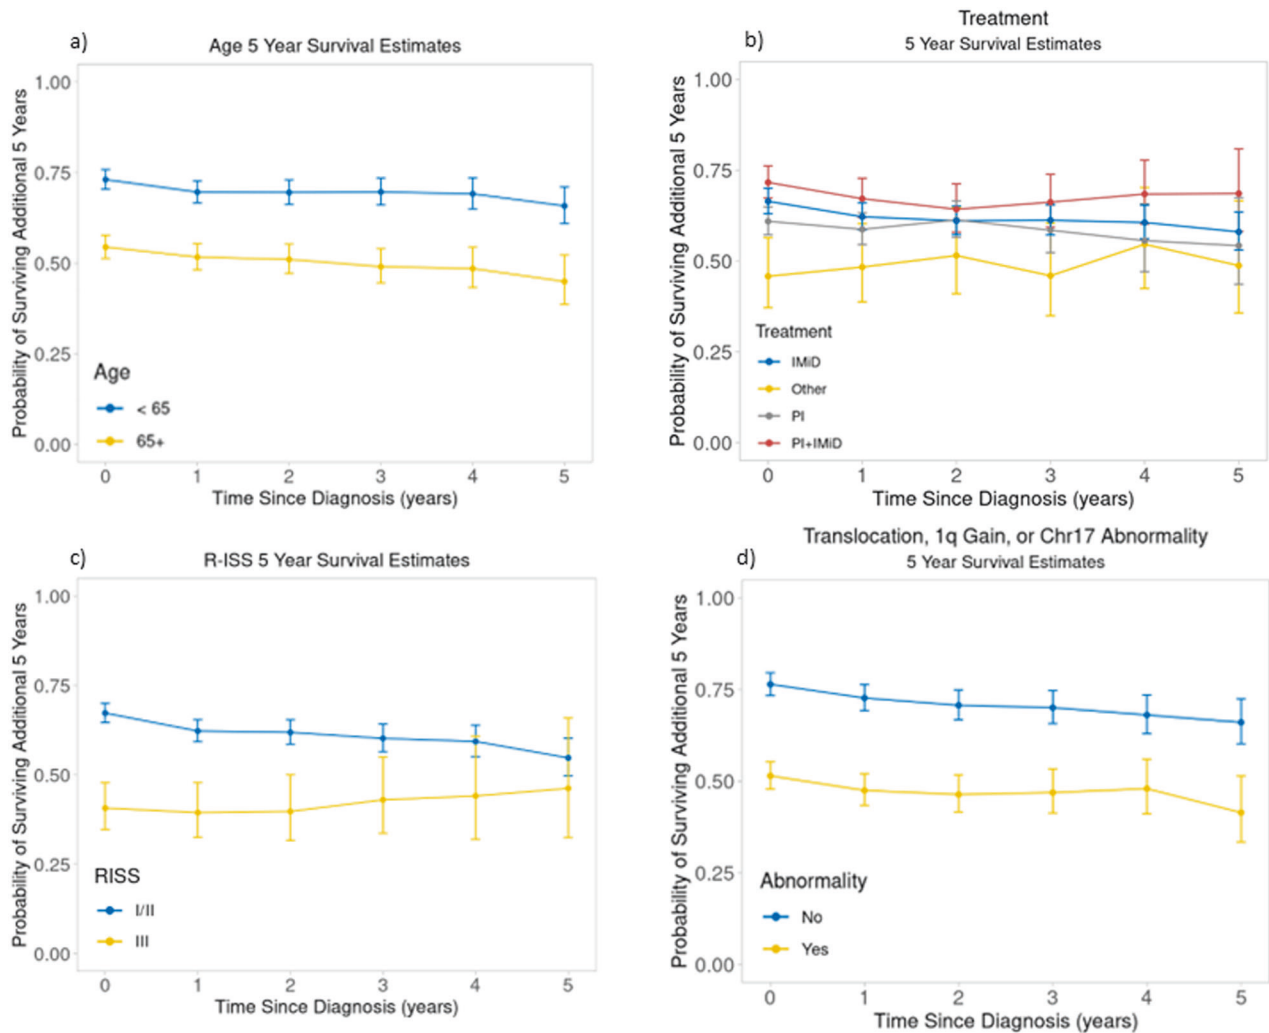 a)
Age 5 Year Survival Estimates
Probability of Surviving Additional 5 Years
1.00
0.75
0.50
0.25
0.00
Age
< 65
65+
0 1 2 3 4 5
Time Since Diagnosis (years)
b)
Treatment
5 Year Survival Estimates
Probability of Surviving Additional 5 Years
1.00
0.75
0.50
0.25
0.00
Treatment
IMiD
Other
PI
PI+IMiD
0 1 2 3 4 5
Time Since Diagnosis (years)
c)
R-ISS 5 Year Survival Estimates
Probability of Surviving Additional 5 Years
1.00
0.75
0.50
0.25
0.00
RISS
I/II
III
0 1 2 3 4 5
Time Since Diagnosis (years)
d)
Translocation, 1q Gain, or Chr17 Abnormality
5 Year Survival Estimates
Probability of Surviving Additional 5 Years
1.00
0.75
0.50
0.25
0.00
Abnormality
No
Yes
0 1 2 3 4 5
Time Since Diagnosis (years)